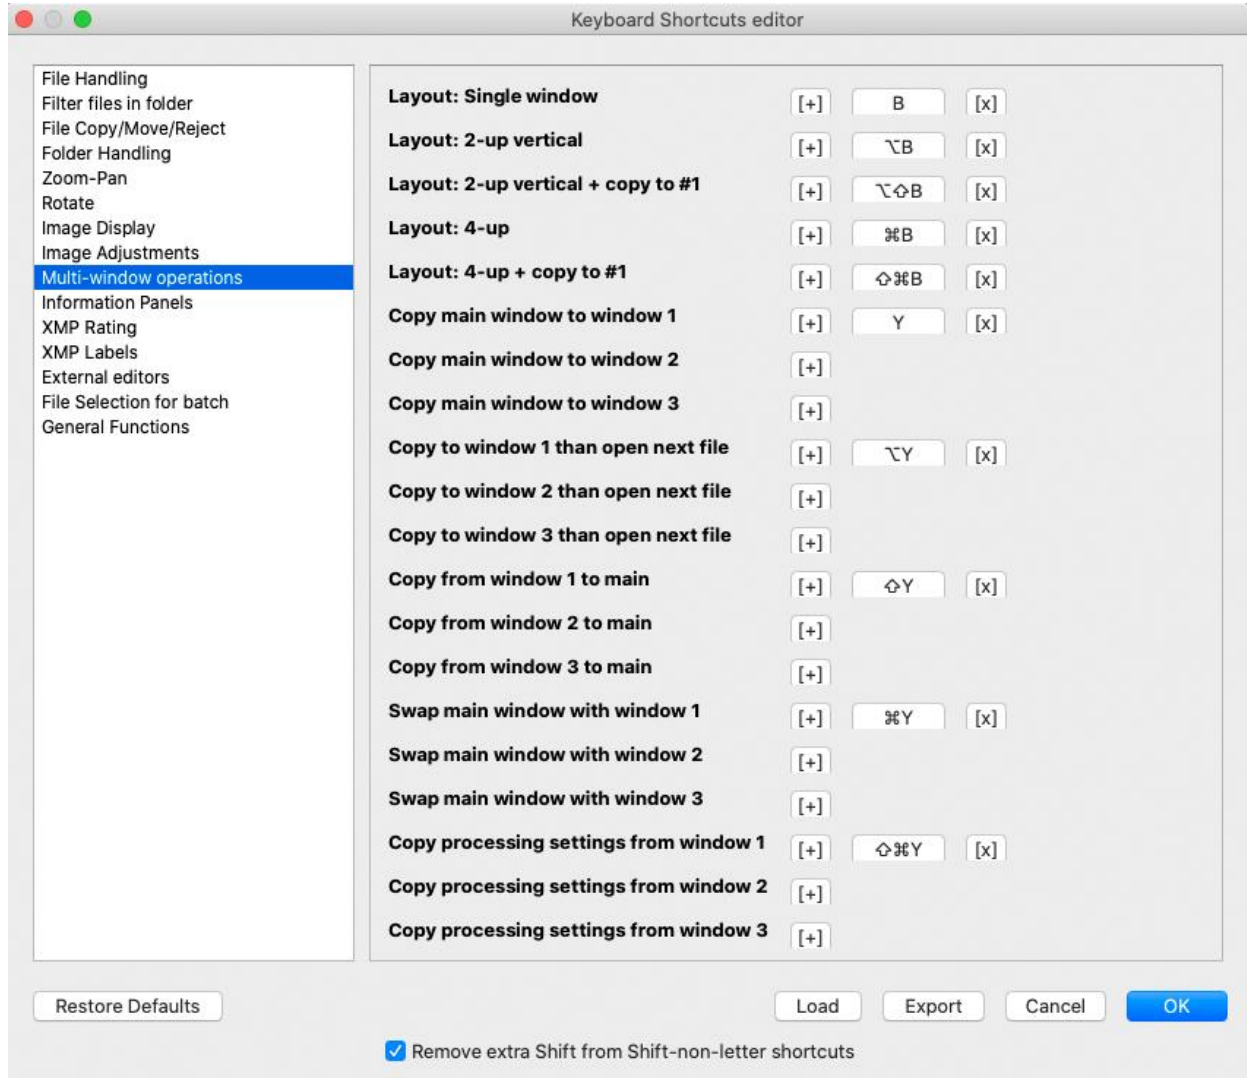 Keyboard Shortcuts editor
File Handling
Filter files in folder
File Copy/Move/Reject
Folder Handling
Zoom-Pan
Rotate
Image Display
Image Adjustments
Multi-window operations
Information Panels
XMP Rating
XMP Labels
External editors
File Selection for batch
General Functions
Layout: Single window [+] B [x]
Layout: 2-up vertical [+] ⌥B [x]
Layout: 2-up vertical + copy to #1 [+] ⌥⇧B [x]
Layout: 4-up [+] ⌘B [x]
Layout: 4-up + copy to #1 [+] ⇧⌘B [x]
Copy main window to window 1 [+] Y [x]
Copy main window to window 2 [+]
Copy main window to window 3 [+]
Copy to window 1 than open next file [+] ⌥Y [x]
Copy to window 2 than open next file [+]
Copy to window 3 than open next file [+]
Copy from window 1 to main [+] ⇧Y [x]
Copy from window 2 to main [+]
Copy from window 3 to main [+]
Swap main window with window 1 [+] ⌘Y [x]
Swap main window with window 2 [+]
Swap main window with window 3 [+]
Copy processing settings from window 1 [+] ⇧⌘Y [x]
Copy processing settings from window 2 [+]
Copy processing settings from window 3 [+]
Restore Defaults Load Export Cancel OK
Remove extra Shift from Shift-non-letter shortcuts